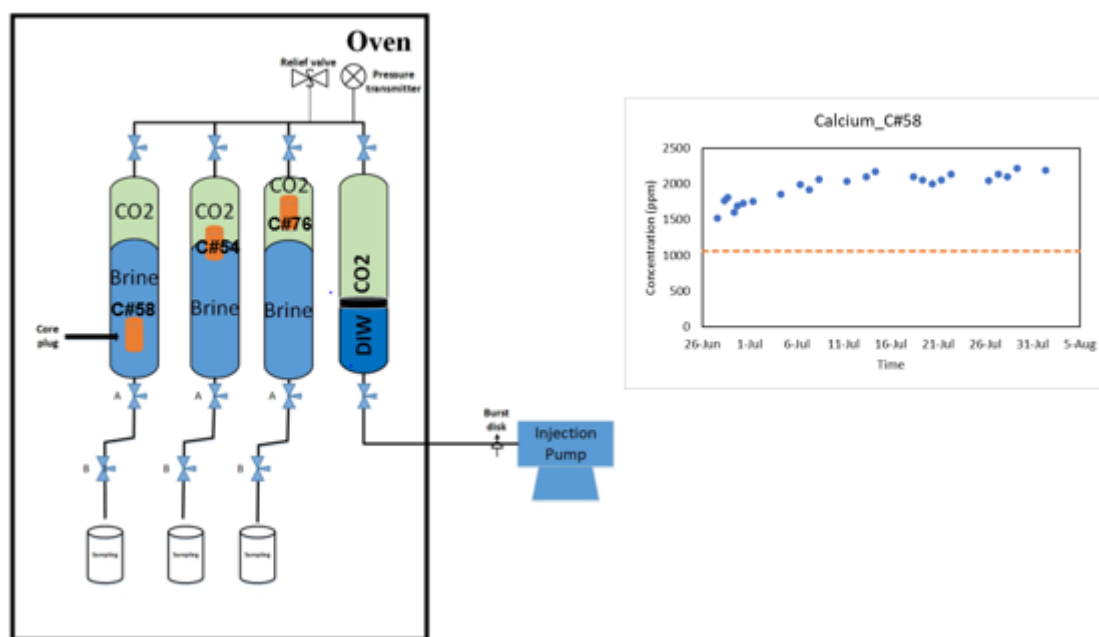 Oven
Relief valve
Pressure
transmitter
CO2
CO2
CO2
CO2
C#76
C#54
Brine
Brine
Brine
C#58
Core
plug
DIW
A
A
A
B
B
B
Sampling
Sampling
Sampling
Burst
disk
Injection
Pump
Calcium_C#58
Concentration (ppm)
2500
2000
1500
1000
500
0
26-Jun 1-Jul 6-Jul 11-Jul 16-Jul 21-Jul 26-Jul 31-Jul 5-Aug
Time